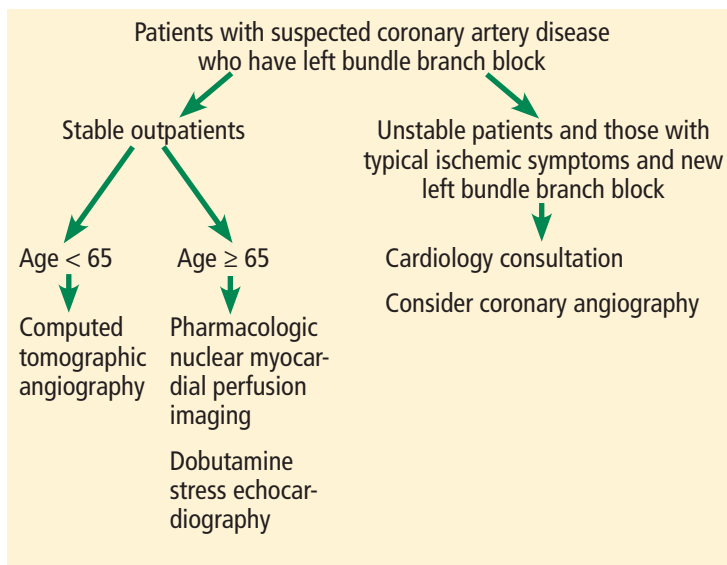 Patients with suspected coronary artery disease
who have left bundle branch block
Stable outpatients
Age < 65
Computed
tomographic
angiography
Age ≥ 65
Pharmacologic
nuclear myocar-
dial perfusion
imaging
Dobutamine
stress echocar-
diography
Unstable patients and those with
typical ischemic symptoms and new
left bundle branch block
Cardiology consultation
Consider coronary angiography